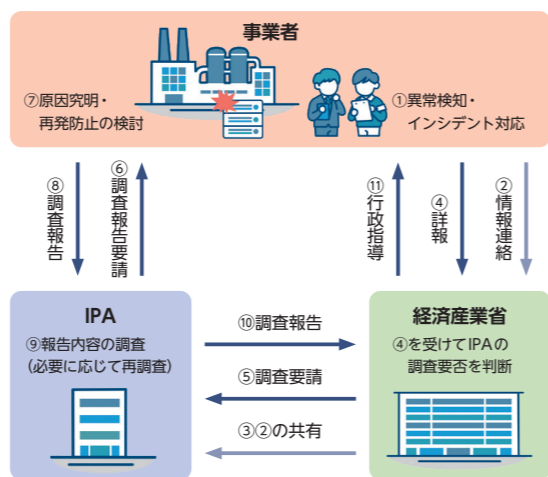 事業者
⑦原因究明・
再発防止の検討
①異常検知・
インシデント対応
⑧調査報告
⑥調査報告要請
⑪行政指導
④詳報
②情報連絡
IPA
⑨報告内容の調査
(必要に応じて再調査)
⑩調査報告
⑤調査要請
③②の共有
経済産業省
④を受けてIPAの
調査要否を判断